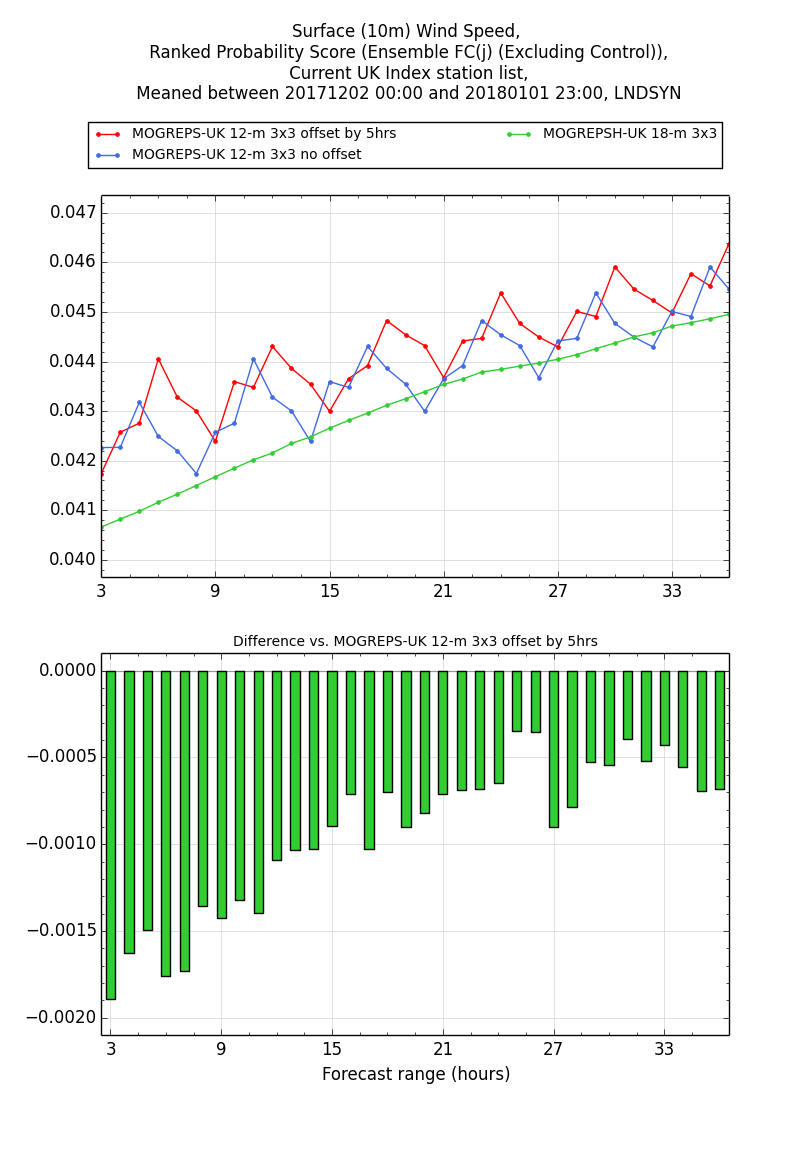 Surface (10m) Wind Speed,
Ranked Probability Score (Ensemble FC(j) (Excluding Control)),
Current UK Index station list,
Meaned between 20171202 00:00 and 20180101 23:00, LNDSYN
MOGREPS-UK 12-m 3x3 offset by 5hrs
MOGREPSH-UK 18-m 3x3
MOGREPS-UK 12-m 3x3 no offset
0.047
0.046
0.045
0.044
0.043
0.042
0.041
0.040
3 9 15 21 27 33
Difference vs. MOGREPS-UK 12-m 3x3 offset by 5hrs
0.0000
−0.0005
−0.0010
−0.0015
−0.0020
3 9 15 21 27 33
Forecast range (hours)